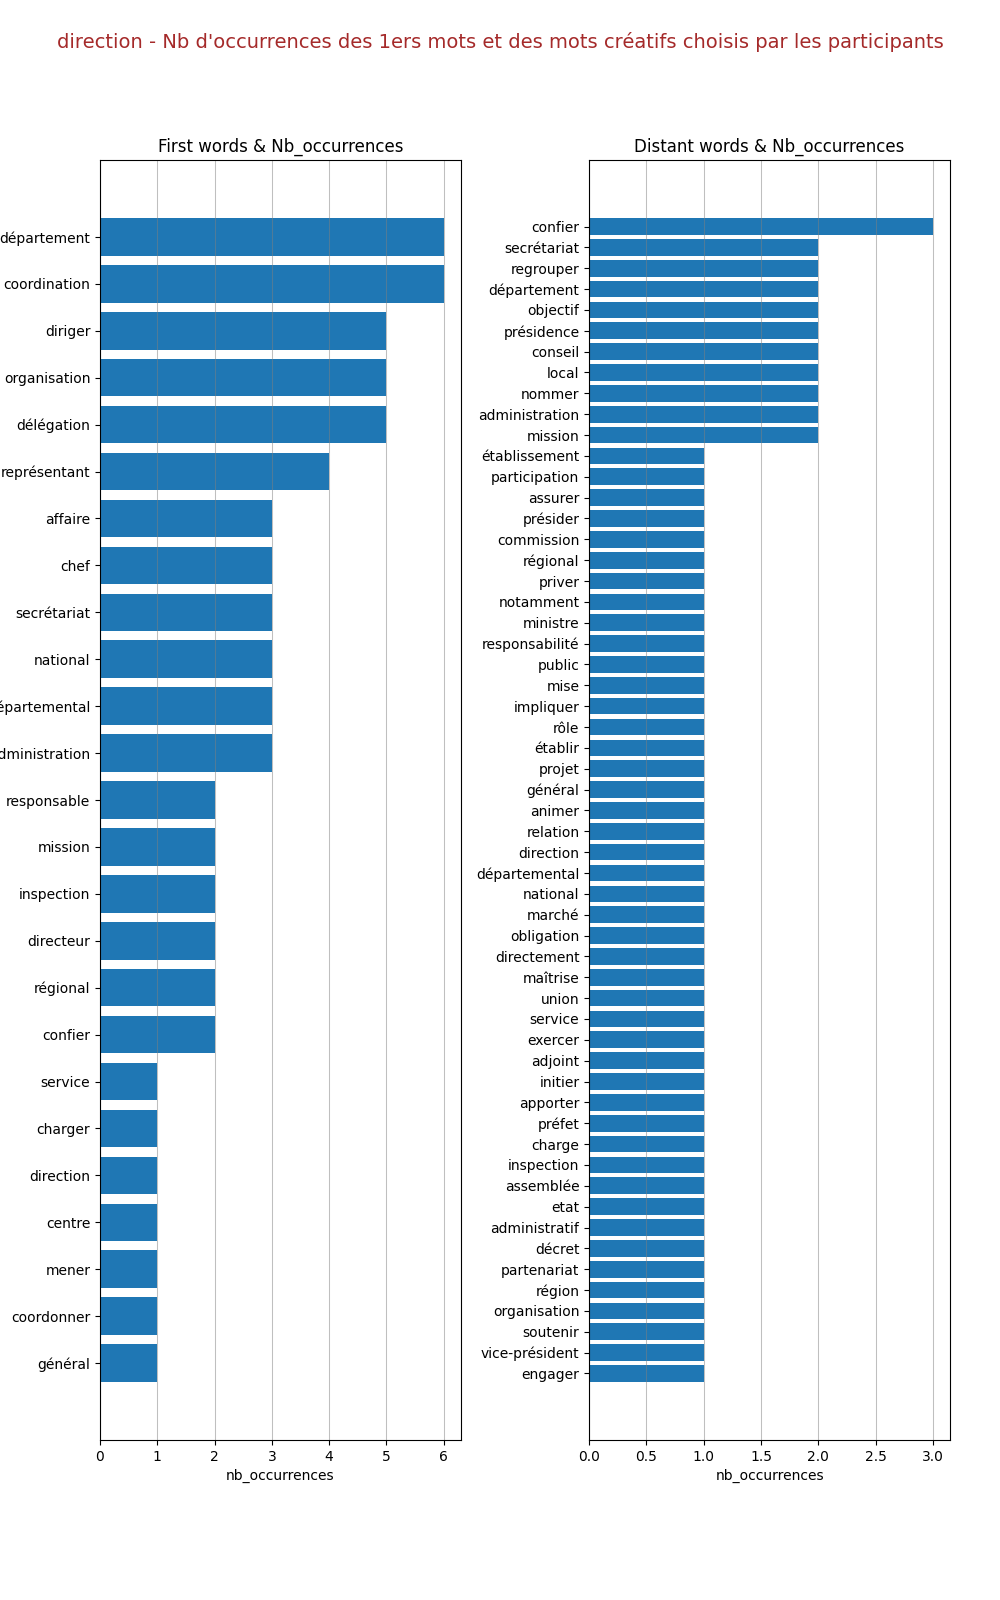 direction - Nb d'occurrences des 1ers mots et des mots créatifs choisis par les participants
First words & Nb_occurrences
département
coordination
diriger
organisation
délégation
représentant
affaire
chef
secrétariat
national
épartemental
dministration
responsable
mission
inspection
directeur
régional
confier
service
charger
direction
centre
mener
coordonner
général
0 1 2 3 4 5 6
nb_occurrences
Distant words & Nb_occurrences
confier
secrétariat
regrouper
département
objectif
présidence
conseil
local
nommer
administration
mission
établissement
participation
assurer
présider
commission
régional
priver
notamment
ministre
responsabilité
public
mise
impliquer
rôle
établir
projet
général
animer
relation
direction
départemental
national
marché
obligation
directement
maîtrise
union
service
exercer
adjoint
initier
apporter
préfet
charge
inspection
assemblée
etat
administratif
décret
partenariat
région
organisation
soutenir
vice-président
engager
0.0 0.5 1.0 1.5 2.0 2.5 3.0
nb_occurrences